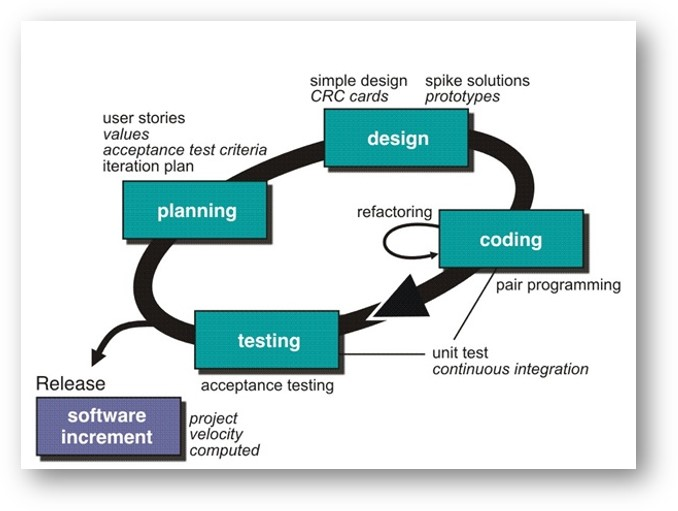 simple design
CRC cards
spike solutions
prototypes
design
user stories
values
acceptance test criteria
iteration plan
planning
refactoring
coding
pair programming
testing
unit test
continuous integration
acceptance testing
Release
software
increment
project
velocity
computed